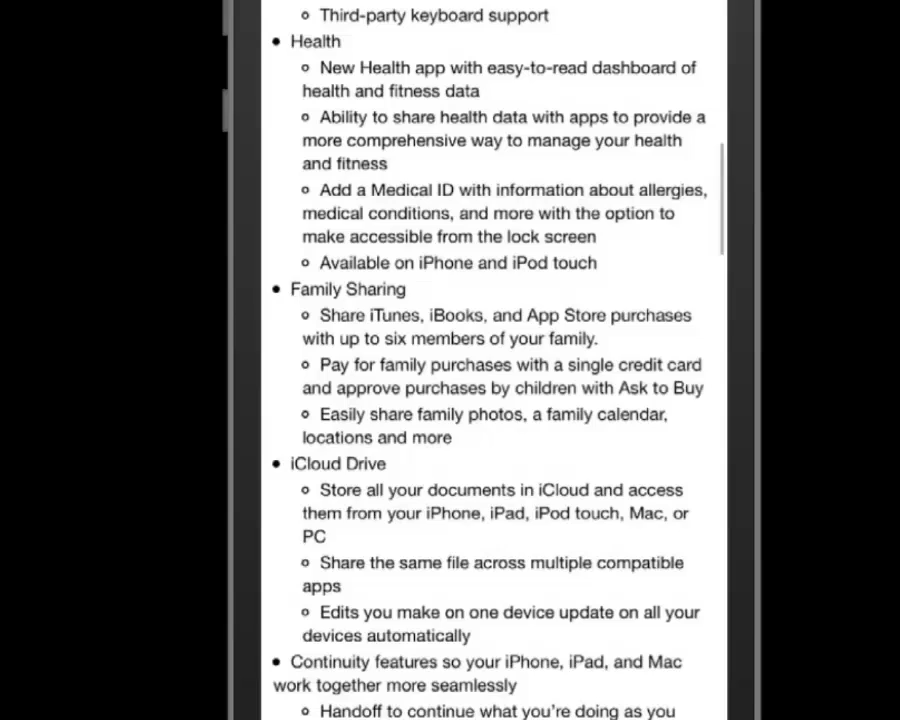 ○ Third-party keyboard support
● Health
○ New Health app with easy-to-read dashboard of
health and fitness data
○ Ability to share health data with apps to provide a
more comprehensive way to manage your health
and fitness
○ Add a Medical ID with information about allergies,
medical conditions, and more with the option to
make accessible from the lock screen
○ Available on iPhone and iPod touch
● Family Sharing
○ Share iTunes, iBooks, and App Store purchases
with up to six members of your family.
○ Pay for family purchases with a single credit card
and approve purchases by children with Ask to Buy
○ Easily share family photos, a family calendar,
locations and more
● iCloud Drive
○ Store all your documents in iCloud and access
them from your iPhone, iPad, iPod touch, Mac, or
PC
○ Share the same file across multiple compatible
apps
○ Edits you make on one device update on all your
devices automatically
● Continuity features so your iPhone, iPad, and Mac
work together more seamlessly
○ Handoff to continue what you're doing as you